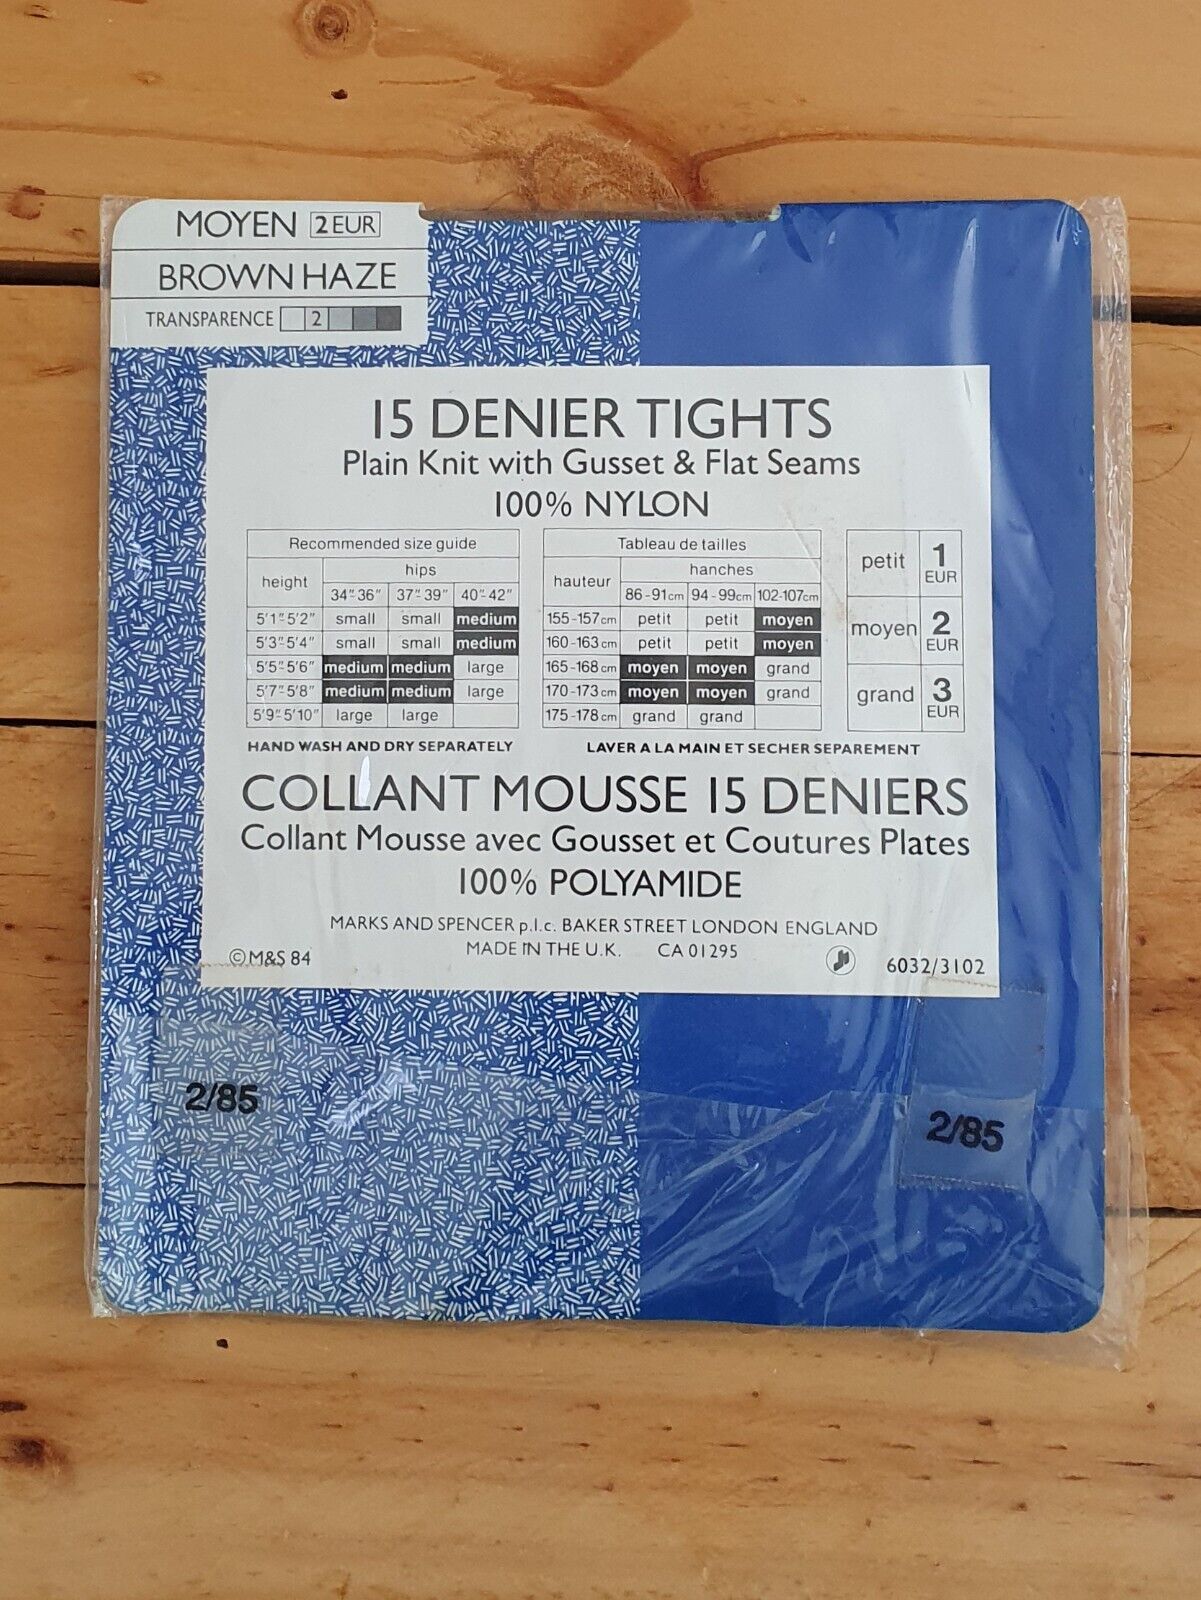 MOYEN 2 EUR
BROWN HAZE
TRANSPARENCE 2
15 DENIER TIGHTS
Plain Knit with Gusset & Flat Seams
100% NYLON
Recommended size guide
height hips
34"-36" 37"-39" 40"-42"
5'1"-5'2" small small medium
5'3"-5'4" small small medium
5'5"-5'6" medium medium large
5'7"-5'8" medium medium large
5'9"-5'10" large large
Tableau de tailles
hauteur hanches
86-91cm 94-99cm 102-107cm
155-157cm petit petit moyen
160-163cm petit petit moyen
165-168cm moyen moyen grand
170-173cm moyen moyen grand
175-178cm grand grand
petit 1 EUR
moyen 2 EUR
grand 3 EUR
HAND WASH AND DRY SEPARATELY
LAVER A LA MAIN ET SECHER SEPAREMENT
COLLANT MOUSSE 15 DENIERS
Collant Mousse avec Gousset et Coutures Plates
100% POLYAMIDE
MARKS AND SPENCER p.l.c. BAKER STREET LONDON ENGLAND
MADE IN THE U.K. CA 01295
©M&S 84
6032/3102
2/85
2/85